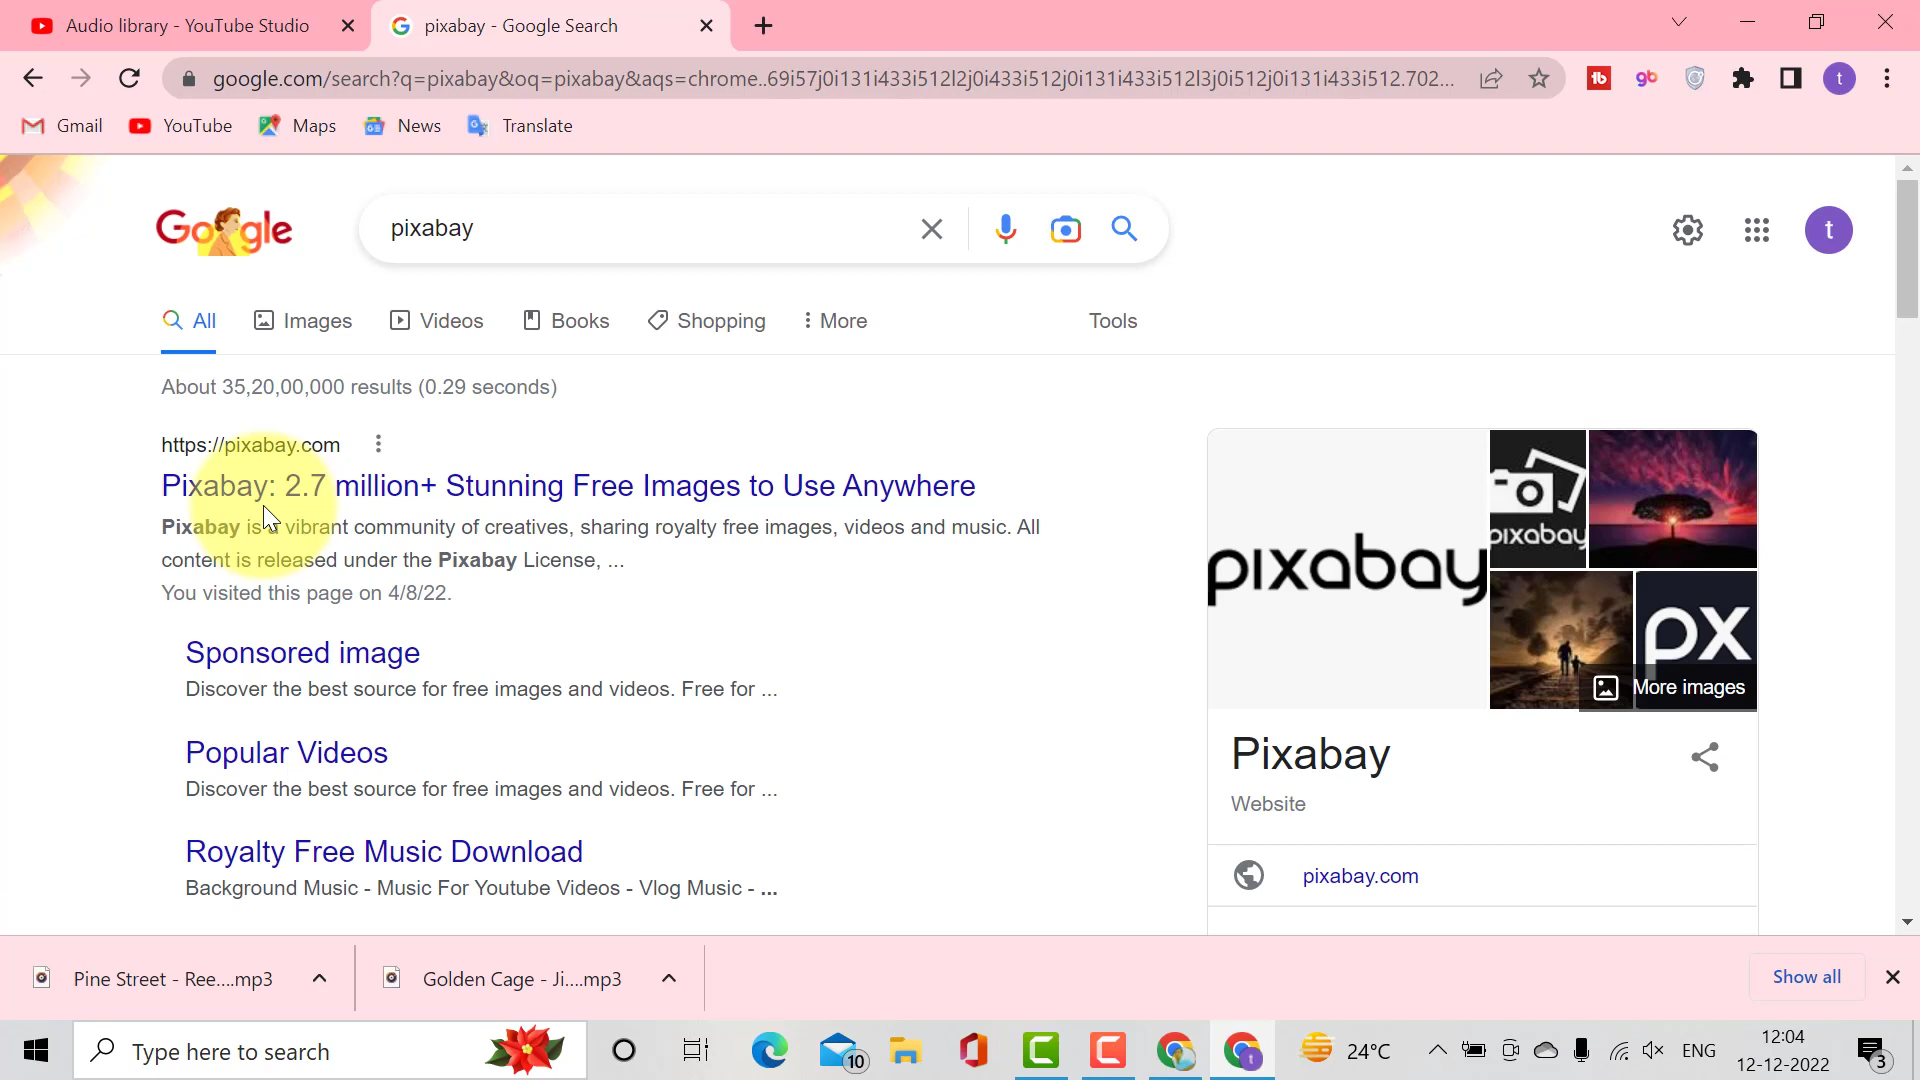 Audio library - YouTube Studio
pixabay - Google Search
google.com/search?q=pixabay&oq=pixabay&aqs=chrome..69i57j0i131i433i512l2j0i433i512j0i131i433i512l3j0i512j0i131i433i512.702...
Gmail
YouTube
Maps
News
Translate
Google
pixabay
t
All
Images
Videos
Books
Shopping
More
Tools
About 35,20,00,000 results (0.29 seconds)
https://pixabay.com
Pixabay: 2.7 million+ Stunning Free Images to Use Anywhere
Pixabay is a vibrant community of creatives, sharing royalty free images, videos and music. All
content is released under the Pixabay License, ...
You visited this page on 4/8/22.
Sponsored image
Discover the best source for free images and videos. Free for ...
Popular Videos
Discover the best source for free images and videos. Free for ...
Royalty Free Music Download
Background Music - Music For Youtube Videos - Vlog Music - ...
pixabay
pixabay
px
More images
Pixabay
Website
pixabay.com
Pine Street - Ree....mp3
Golden Cage - Ji....mp3
Show all
Type here to search
10
24°C
ENG
12:04
12-12-2022
3
tb
gb
t
t